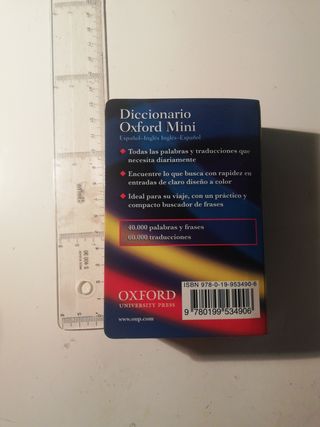 Diccionario
Oxford Mini
Español-Inglés Inglés-Español
Todas las palabras y traducciones que
necesita diariamente
Encuentre lo que busca con rapidez en
entradas de claro diseño a color
Ideal para su viaje, con un práctico y
compacto buscador de frases
40.000 palabras y frases
60.000 traducciones
OXFORD
UNIVERSITY PRESS
www.oup.com
ISBN 978-0-19-953490-6
9 780199 534906